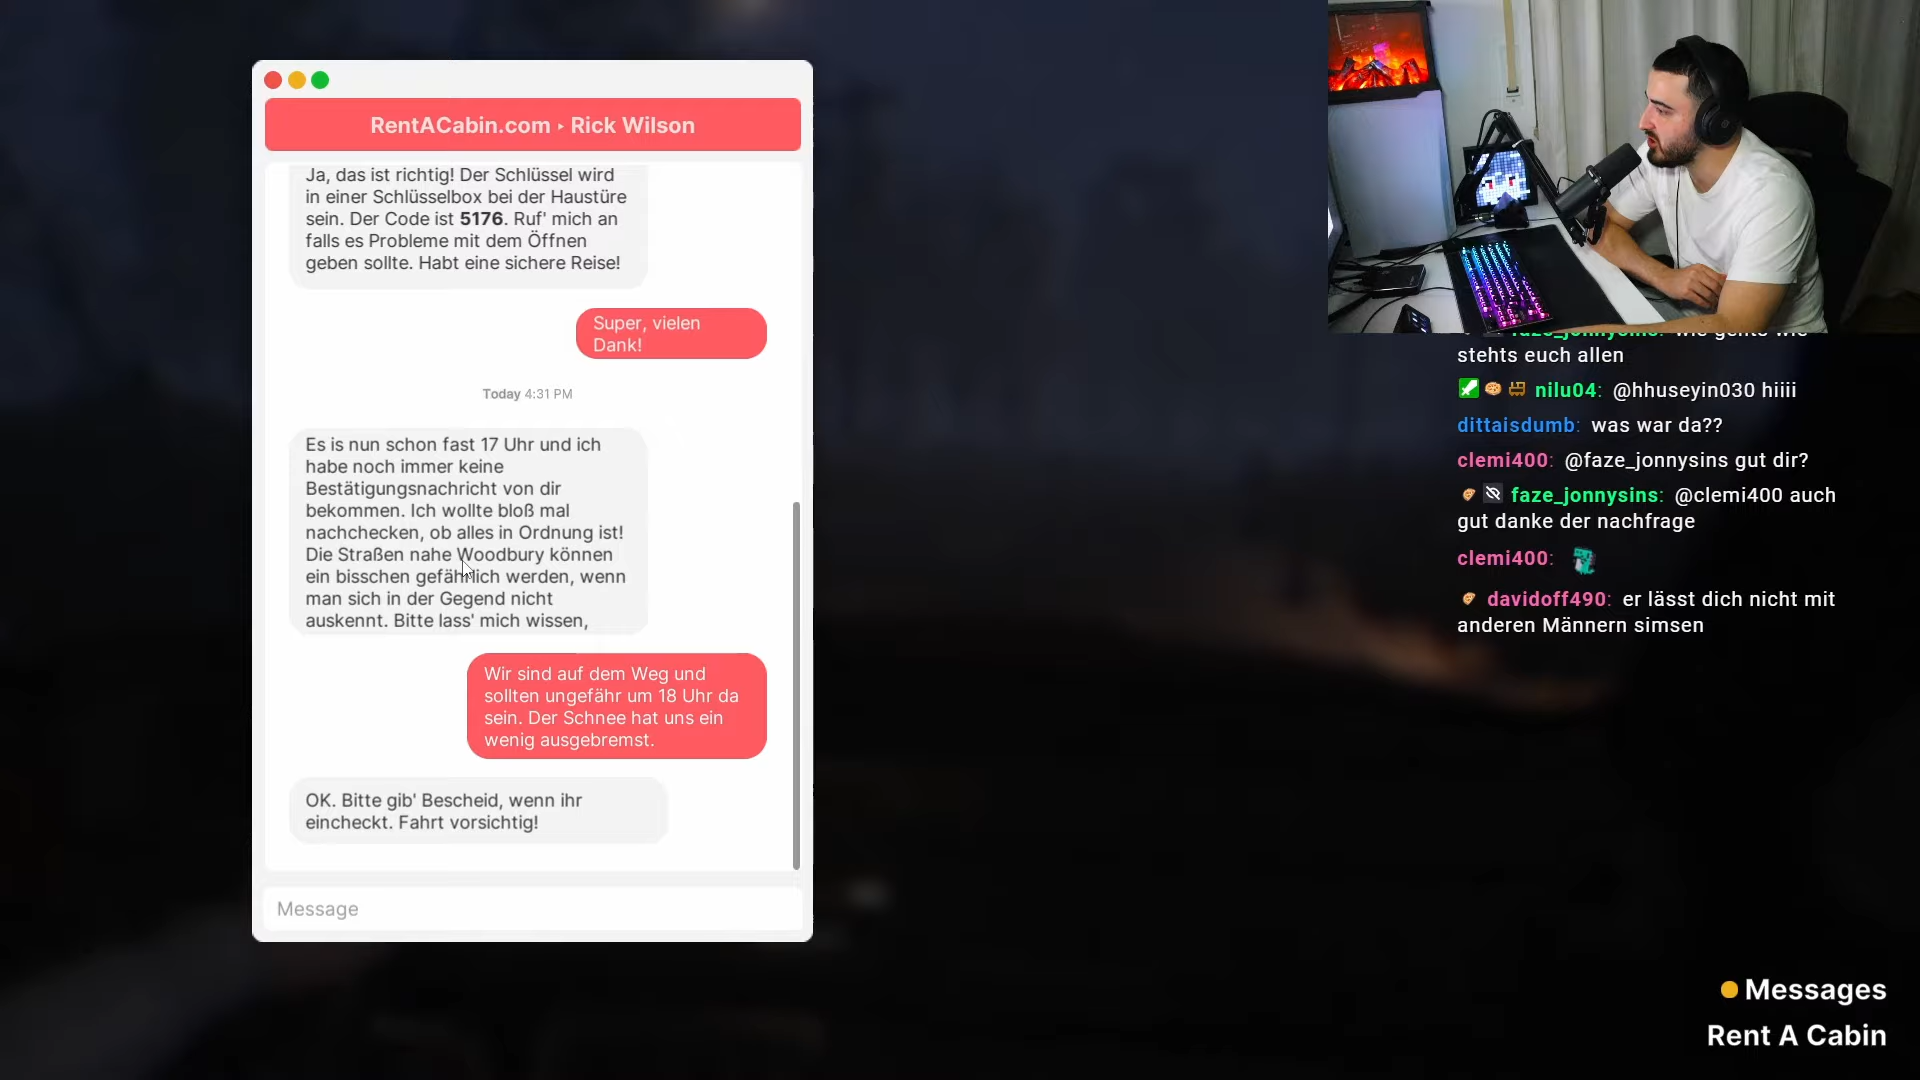 RentACabin.com ‣ Rick Wilson
Ja, das ist richtig! Der Schlüssel wird
in einer Schlüsselbox bei der Haustüre
sein. Der Code ist 5176. Ruf' mich an
falls es Probleme mit dem Öffnen
geben sollte. Habt eine sichere Reise!
Super, vielen
Dank!
Today 4:31 PM
Es is nun schon fast 17 Uhr und ich
habe noch immer keine
Bestätigungsnachricht von dir
bekommen. Ich wollte bloß mal
nachchecken, ob alles in Ordnung ist!
Die Straßen nahe Woodbury können
ein bisschen gefährlich werden, wenn
man sich in der Gegend nicht
auskennt. Bitte lass' mich wissen,
Wir sind auf dem Weg und
sollten ungefähr um 18 Uhr da
sein. Der Schnee hat uns ein
wenig ausgebremst.
OK. Bitte gib' Bescheid, wenn ihr
eincheckt. Fahrt vorsichtig!
Message
faze_jonnysins: wie gehts wie
stehts euch allen
nilu04: @hhuseyin030 hiiii
dittaisdumb: was war da??
clemi400: @faze_jonnysins gut dir?
faze_jonnysins: @clemi400 auch
gut danke der nachfrage
clemi400:
davidoff490: er lässt dich nicht mit
anderen Männern simsen
Messages
Rent A Cabin